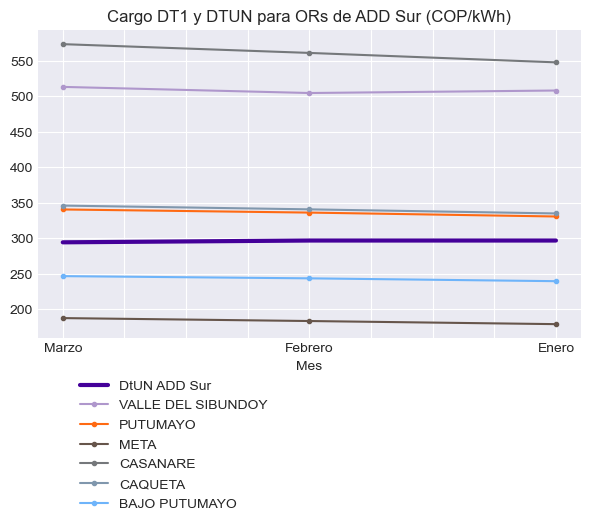 Cargo DT1 y DTUN para ORs de ADD Sur (COP/kWh)
550
500
450
400
350
300
250
200
Marzo Febrero Enero
Mes
DtUN ADD Sur
VALLE DEL SIBUNDOY
PUTUMAYO
META
CASANARE
CAQUETA
BAJO PUTUMAYO